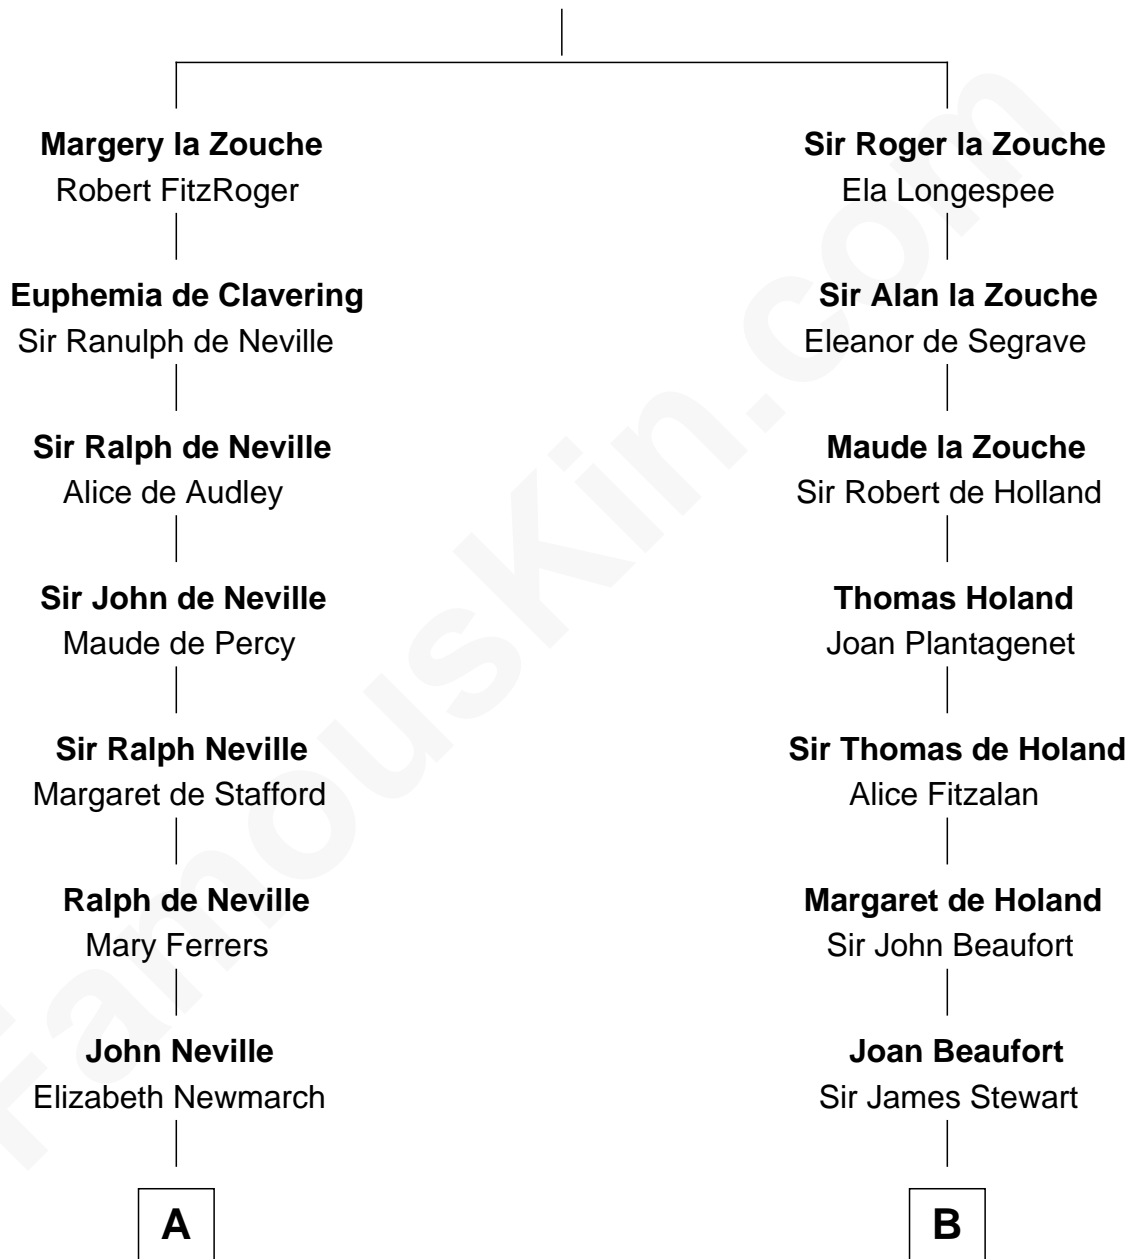 Margery la Zouche
Robert FitzRoger
Sir Roger la Zouche
Ela Longespee
Euphemia de Clavering
Sir Ranulph de Neville
Sir Alan la Zouche
Eleanor de Segrave
Sir Ralph de Neville
Alice de Audley
Maude la Zouche
Sir Robert de Holland
Sir John de Neville
Maude de Percy
Thomas Holand
Joan Plantagenet
Sir Ralph Neville
Margaret de Stafford
Sir Thomas de Holand
Alice Fitzalan
Ralph de Neville
Mary Ferrers
Margaret de Holand
Sir John Beaufort
John Neville
Elizabeth Newmarch
Joan Beaufort
Sir James Stewart
A
B
FamousKin.com